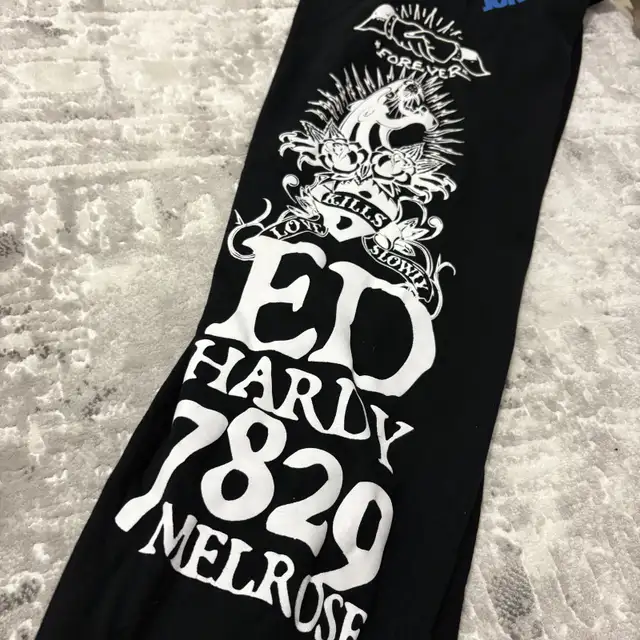 FOREVER
LOVE KILLS SLOWLY
ED
HARDY
7829
MELROSE